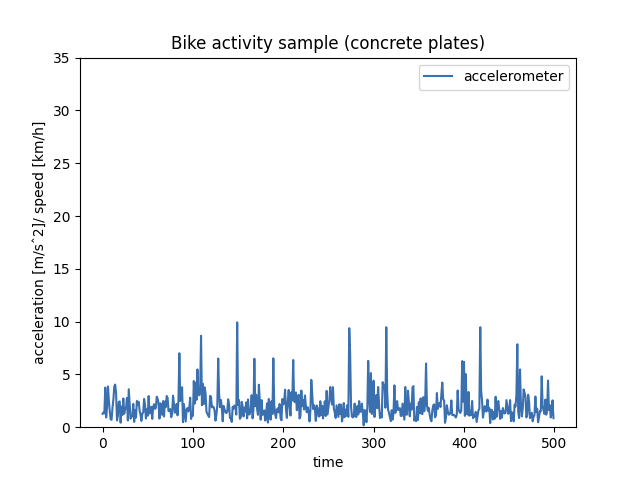 Bike activity sample (concrete plates)
accelerometer
acceleration [m/sˆ2]/ speed [km/h]
35
30
25
20
15
10
5
0
0 100 200 300 400 500
time